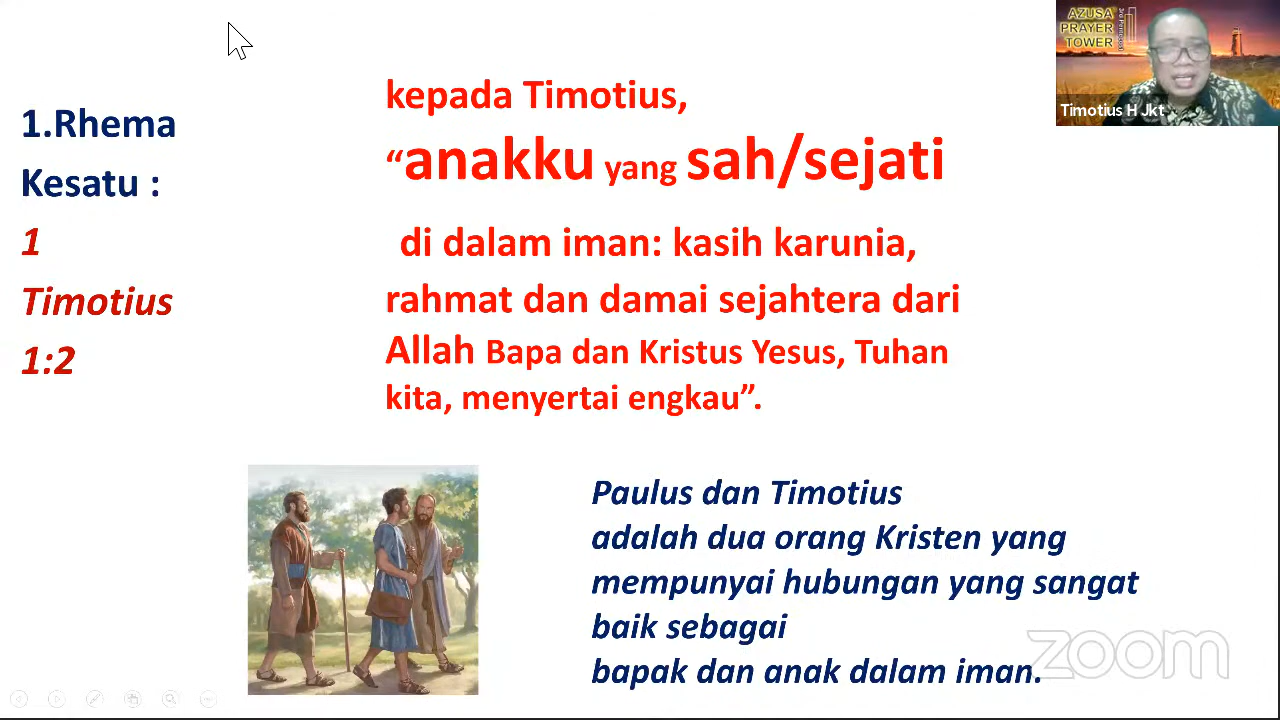 1.Rhema
Kesatu :
1
Timotius
1:2
kepada Timotius,
“anakku yang sah/sejati
di dalam iman: kasih karunia,
rahmat dan damai sejahtera dari
Allah Bapa dan Kristus Yesus, Tuhan
kita, menyertai engkau”.
Paulus dan Timotius
adalah dua orang Kristen yang
mempunyai hubungan yang sangat
baik sebagai
bapak dan anak dalam iman.
AZUSA
PRAYER
TOWER
3rd Pentecost
Timotius H Jkt
zoom